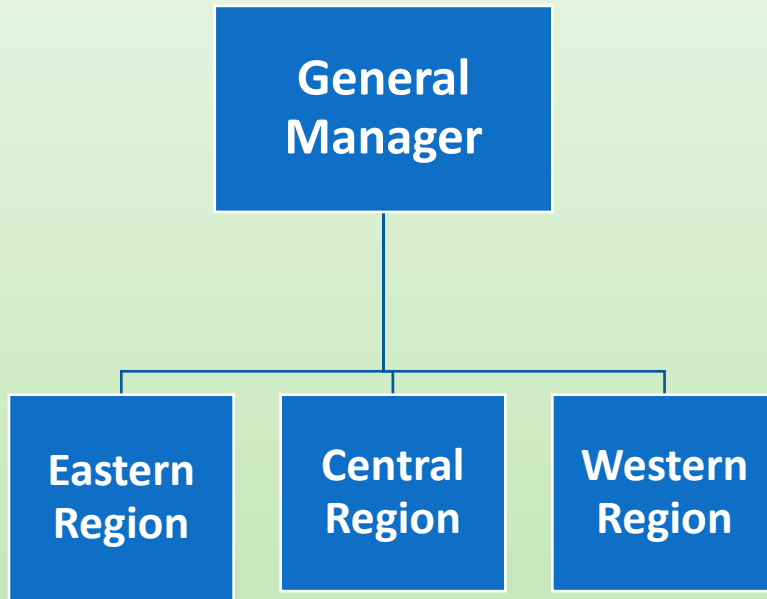 General
Manager
Eastern
Region
Central
Region
Western
Region